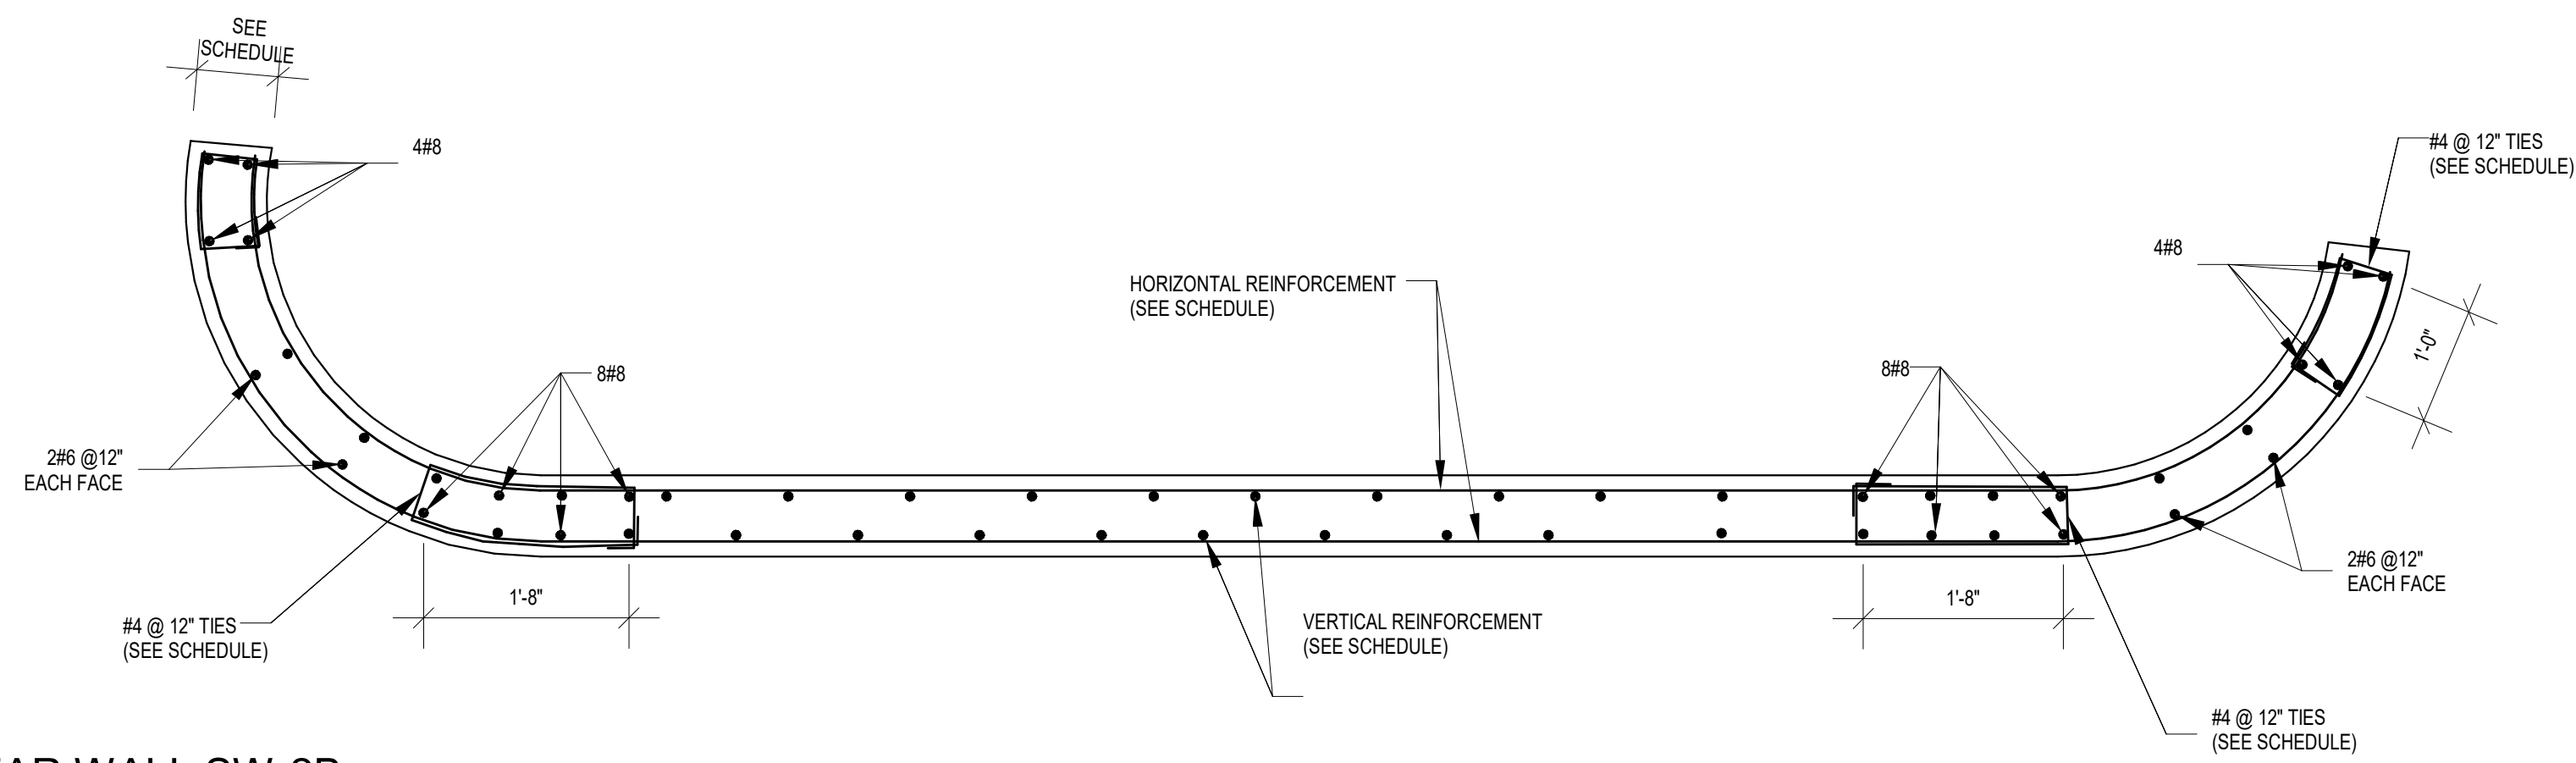 SEE
SCHEDULE
4#8
#4 @ 12" TIES
(SEE SCHEDULE)
4#8
HORIZONTAL REINFORCEMENT
(SEE SCHEDULE)
1'-0"
8#8
8#8
2#6 @12"
EACH FACE
2#6 @12"
EACH FACE
1'-8"
1'-8"
#4 @ 12" TIES
(SEE SCHEDULE)
VERTICAL REINFORCEMENT
(SEE SCHEDULE)
#4 @ 12" TIES
(SEE SCHEDULE)
WALL